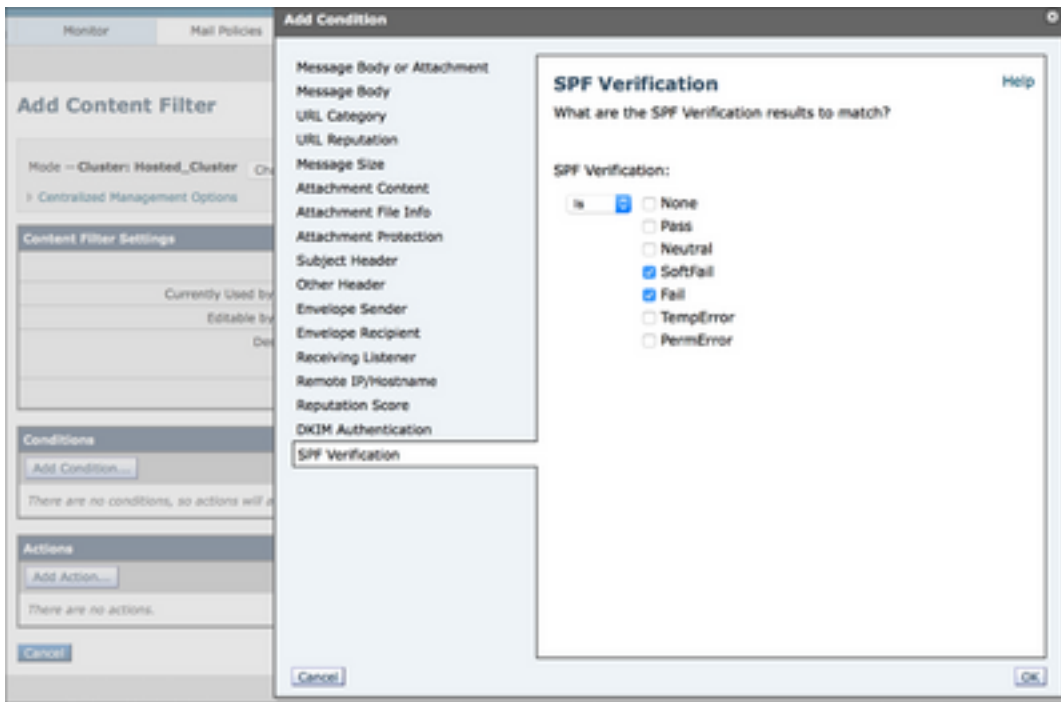 Monitor
Mail Policies
Add Condition
Add Content Filter
Mode — Cluster: Hosted_Cluster
Centralized Management Options
Content Filter Settings
Currently Used by
Editable by
Conditions
Add Condition...
There are no conditions, so actions will
Actions
Add Action...
There are no actions.
Cancel
Message Body or Attachment
Message Body
URL Category
URL Reputation
Message Size
Attachment Content
Attachment File Info
Attachment Protection
Subject Header
Other Header
Envelope Sender
Envelope Recipient
Receiving Listener
Remote IP/Hostname
Reputation Score
DKIM Authentication
SPF Verification
SPF Verification
Help
What are the SPF Verification results to match?
SPF Verification:
Is
None
Pass
Neutral
SoftFail
Fail
TempError
PermError
Cancel
OK